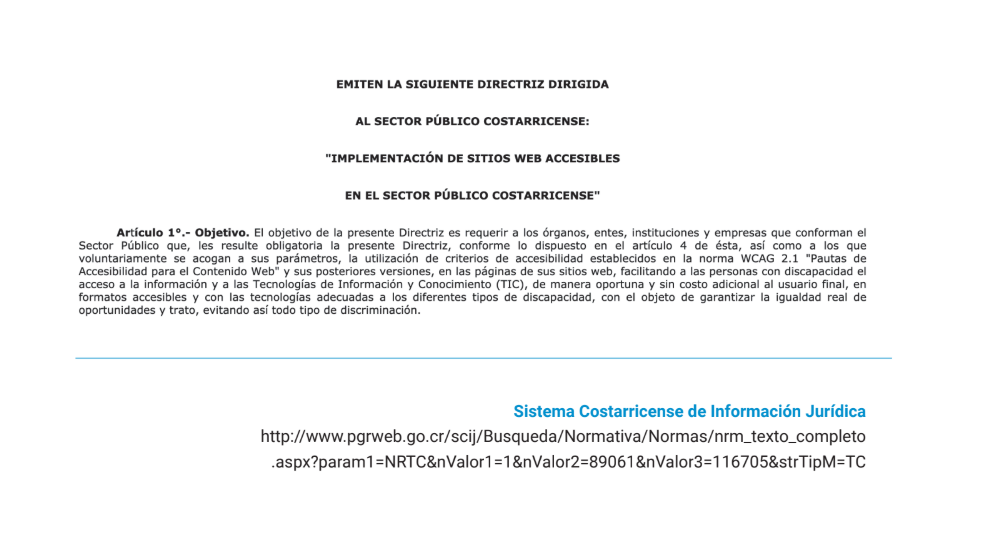 EMITEN LA SIGUIENTE DIRECTRIZ DIRIGIDA
AL SECTOR PÚBLICO COSTARRICENSE:
"IMPLEMENTACIÓN DE SITIOS WEB ACCESIBLES
EN EL SECTOR PÚBLICO COSTARRICENSE"
Artículo 1°.- Objetivo. El objetivo de la presente Directriz es requerir a los órganos, entes, instituciones y empresas que conforman el
Sector Público que, les resulte obligatoria la presente Directriz, conforme lo dispuesto en el artículo 4 de ésta, así como a los que
voluntariamente se acogan a sus parámetros, la utilización de criterios de accesibilidad establecidos en la norma WCAG 2.1 "Pautas de
Accesibilidad para el Contenido Web" y sus posteriores versiones, en las páginas de sus sitios web, facilitando a las personas con discapacidad el
acceso a la información y a las Tecnologías de Información y Conocimiento (TIC), de manera oportuna y sin costo adicional al usuario final, en
formatos accesibles y con las tecnologías adecuadas a los diferentes tipos de discapacidad, con el objeto de garantizar la igualdad real de
oportunidades y trato, evitando así todo tipo de discriminación.
Sistema Costarricense de Información Jurídica
http://www.pgrweb.go.cr/scij/Busqueda/Normativa/Normas/nrm_texto_completo
.aspx?param1=NRTC&nValor1=1&nValor2=89061&nValor3=116705&strTipM=TC